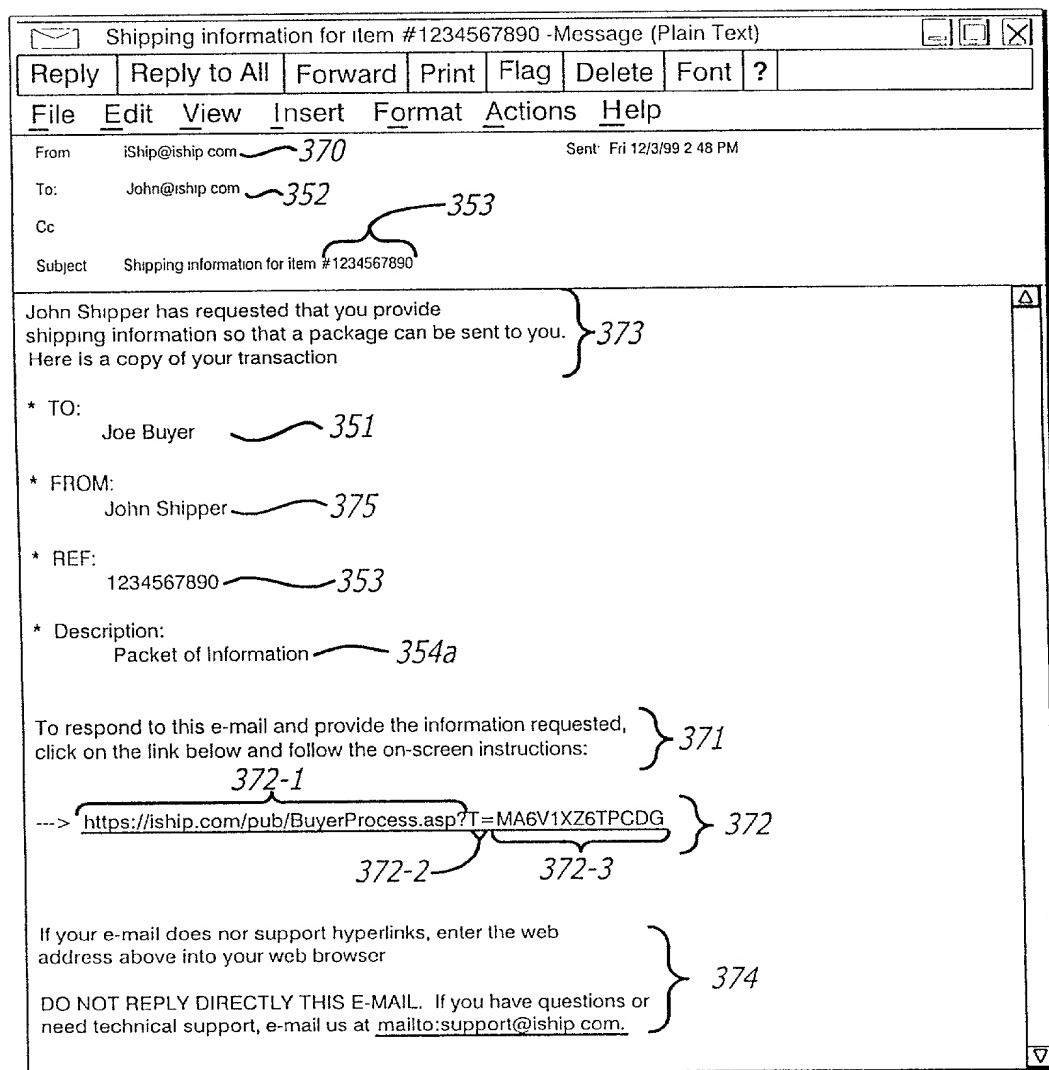 Shipping information for item #1234567890 -Message (Plain Text)
Reply Reply to All Forward Print Flag Delete Font ?
File Edit View Insert Format Actions Help
From iShip@iship com 370 Sent: Fri 12/3/99 2 48 PM
To: John@iship com 352
353
Cc
Subject Shipping information for item #1234567890
John Shipper has requested that you provide
shipping information so that a package can be sent to you.
Here is a copy of your transaction
373
* TO:
Joe Buyer 351
* FROM:
John Shipper 375
* REF:
1234567890 353
* Description:
Packet of Information 354a
To respond to this e-mail and provide the information requested,
click on the link below and follow the on-screen instructions:
371
372-1
---> https://iship.com/pub/BuyerProcess.asp?T=MA6V1XZ6TPCDG 372
372-2 372-3
If your e-mail does nor support hyperlinks, enter the web
address above into your web browser
374
DO NOT REPLY DIRECTLY THIS E-MAIL. If you have questions or
need technical support, e-mail us at mailto:support@iship com.